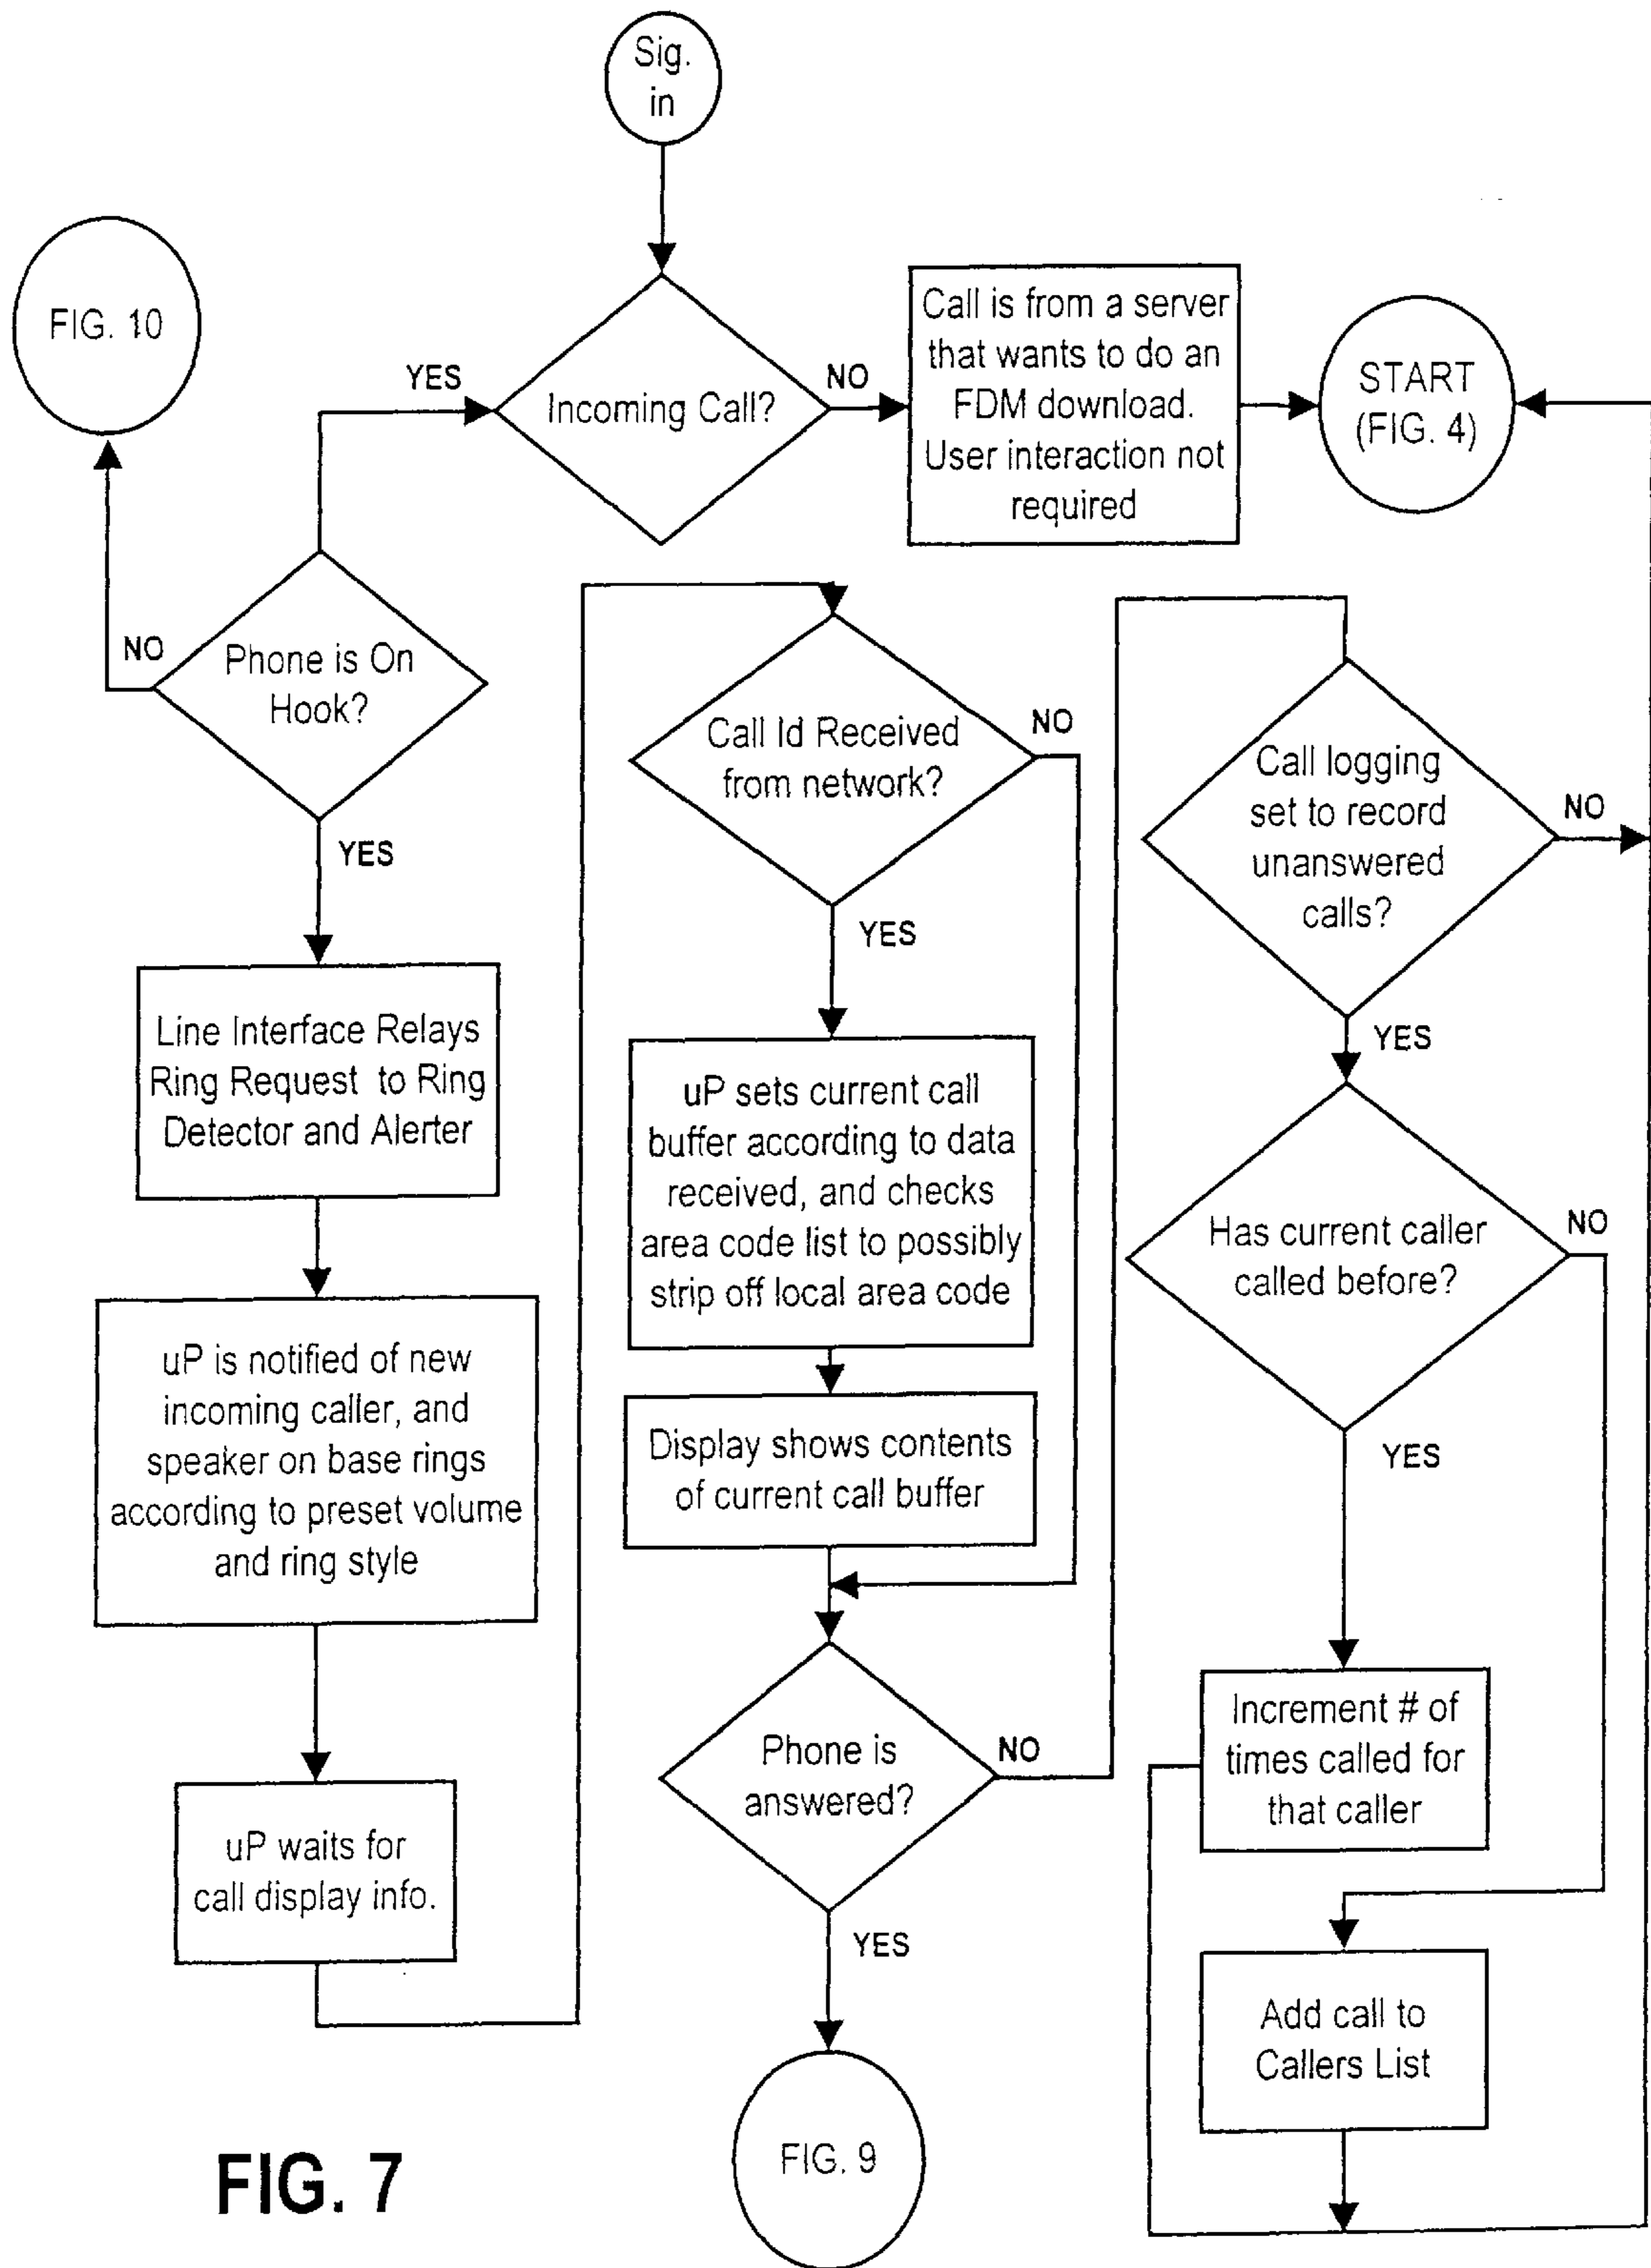 Sig.
in
FIG. 10
YES
Incoming Call?
NO
Call is from a server
that wants to do an
FDM download.
User interaction not
required
START
(FIG. 4)
NO
Phone is On
Hook?
YES
Line Interface Relays
Ring Request to Ring
Detector and Alerter
uP is notified of new
incoming caller, and
speaker on base rings
according to preset volume
and ring style
uP waits for
call display info.
Call Id Received
from network?
NO
YES
uP sets current call
buffer according to data
received, and checks
area code list to possibly
strip off local area code
Display shows contents
of current call buffer
Phone is
answered?
NO
YES
FIG. 9
Call logging
set to record
unanswered
calls?
NO
YES
Has current caller
called before?
NO
YES
Increment # of
times called for
that caller
Add call to
Callers List
FIG. 7